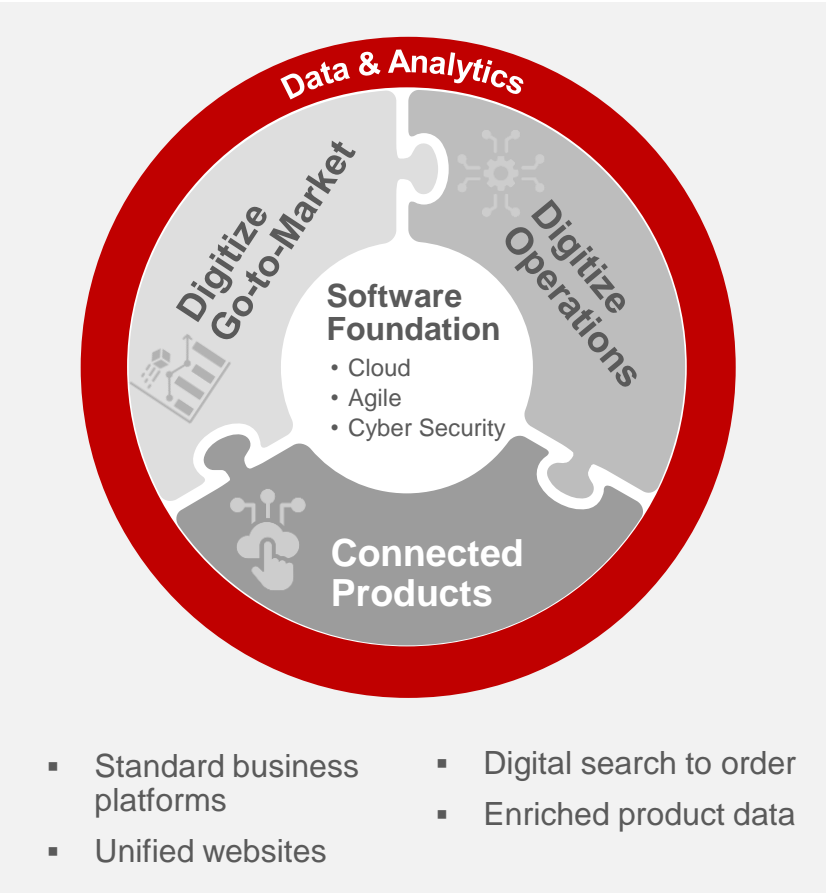 Data & Analytics
Digitize
Go-to-Market
Digitize
Operations
Software
Foundation
• Cloud
• Agile
• Cyber Security
Connected
Products
▪ Standard business
platforms
▪ Unified websites
▪ Digital search to order
▪ Enriched product data